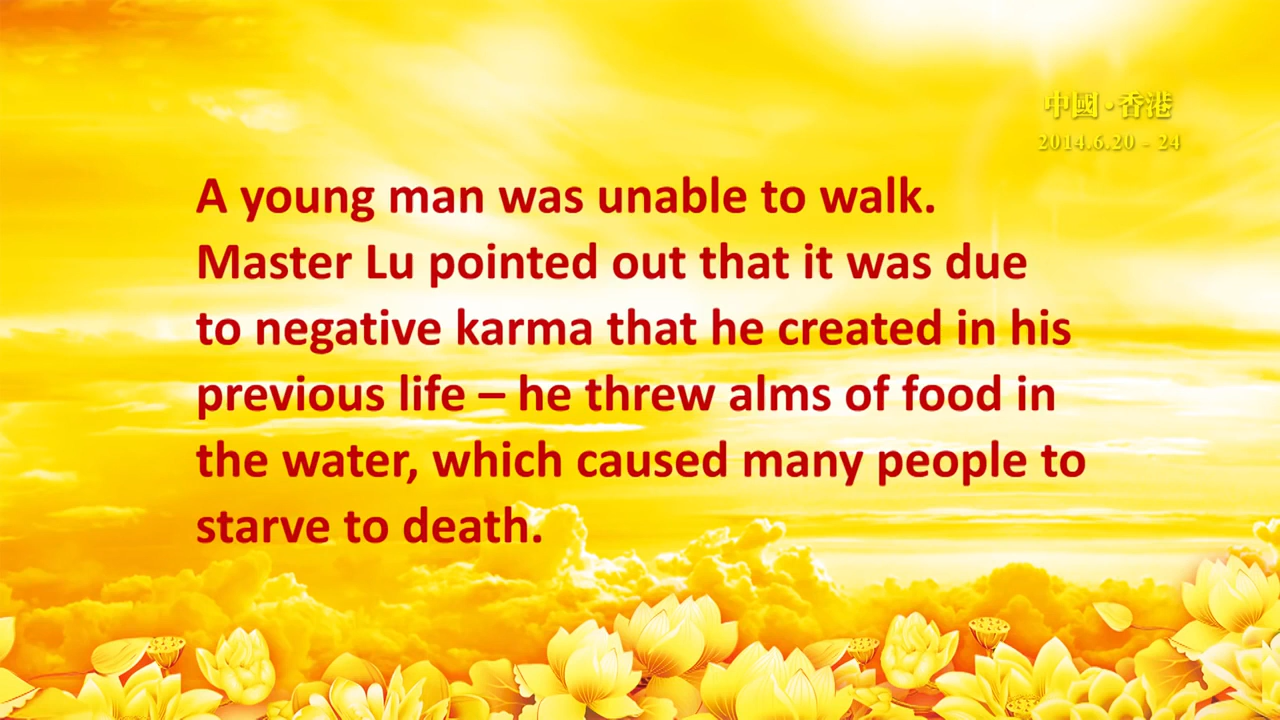 中國·香港
2014.6.20 - 24
A young man was unable to walk.
Master Lu pointed out that it was due
to negative karma that he created in his
previous life – he threw alms of food in
the water, which caused many people to
starve to death.